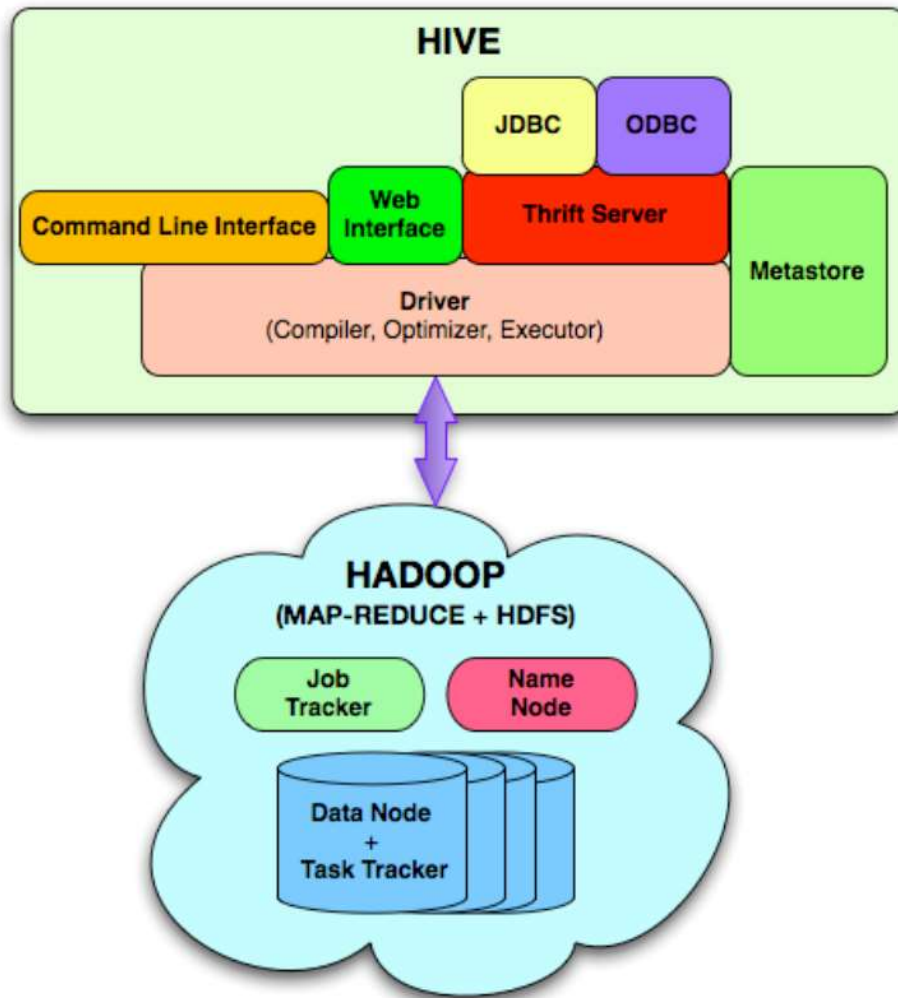 HIVE
JDBC
ODBC
Command Line Interface
Web
Interface
Thrift Server
Metastore
Driver
(Compiler, Optimizer, Executor)
HADOOP
(MAP-REDUCE + HDFS)
Job
Tracker
Name
Node
Data Node
+
Task Tracker